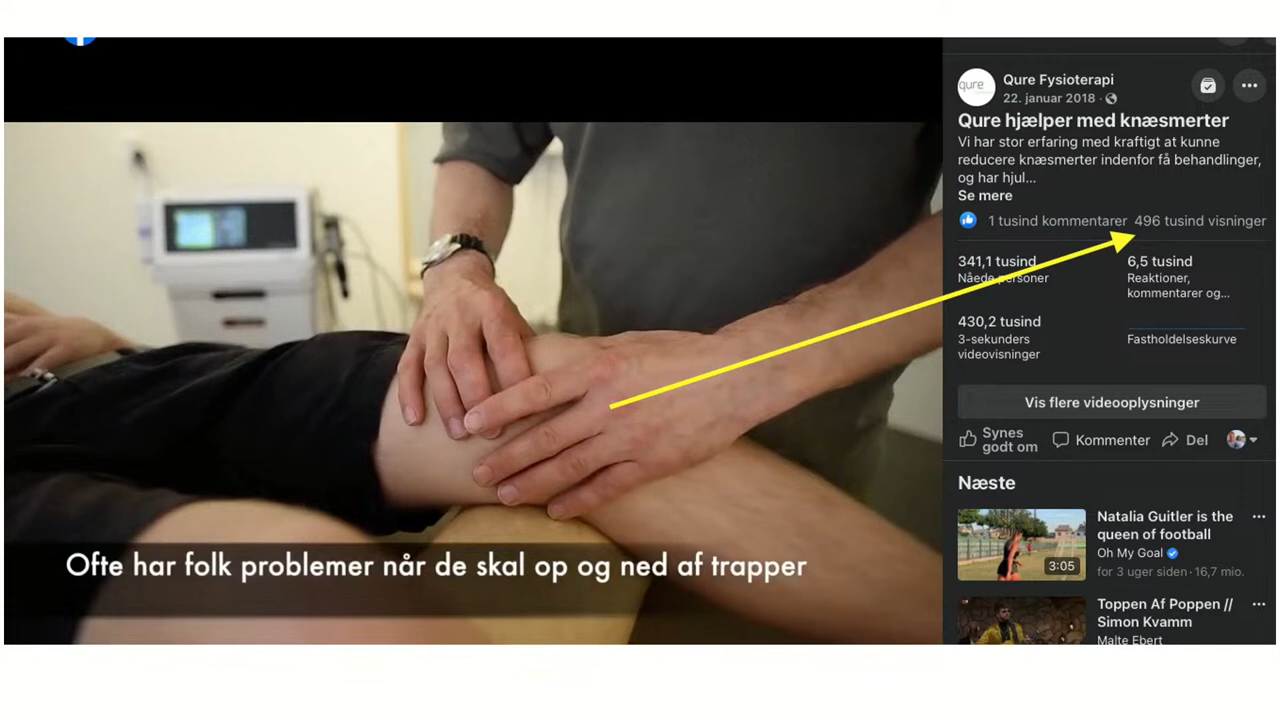 qure
Qure Fysioterapi
22. januar 2018 ·
Qure hjælper med knæsmerter
Vi har stor erfaring med kraftigt at kunne
reducere knæsmerter indenfor få behandlinger,
og har hjul...
Se mere
1 tusind kommentarer 496 tusind visninger
341,1 tusind
Nåede personer
6,5 tusind
Reaktioner,
kommentarer og...
430,2 tusind
3-sekunders
videovisninger
Fastholdelseskurve
Vis flere videooplysninger
Synes
godt om
Kommenter
Del
Næste
Natalia Guitler is the
queen of football
Oh My Goal
for 3 uger siden · 16,7 mio.
3:05
Toppen Af Poppen //
Simon Kvamm
Malte Ebert
Ofte har folk problemer når de skal op og ned af trapper